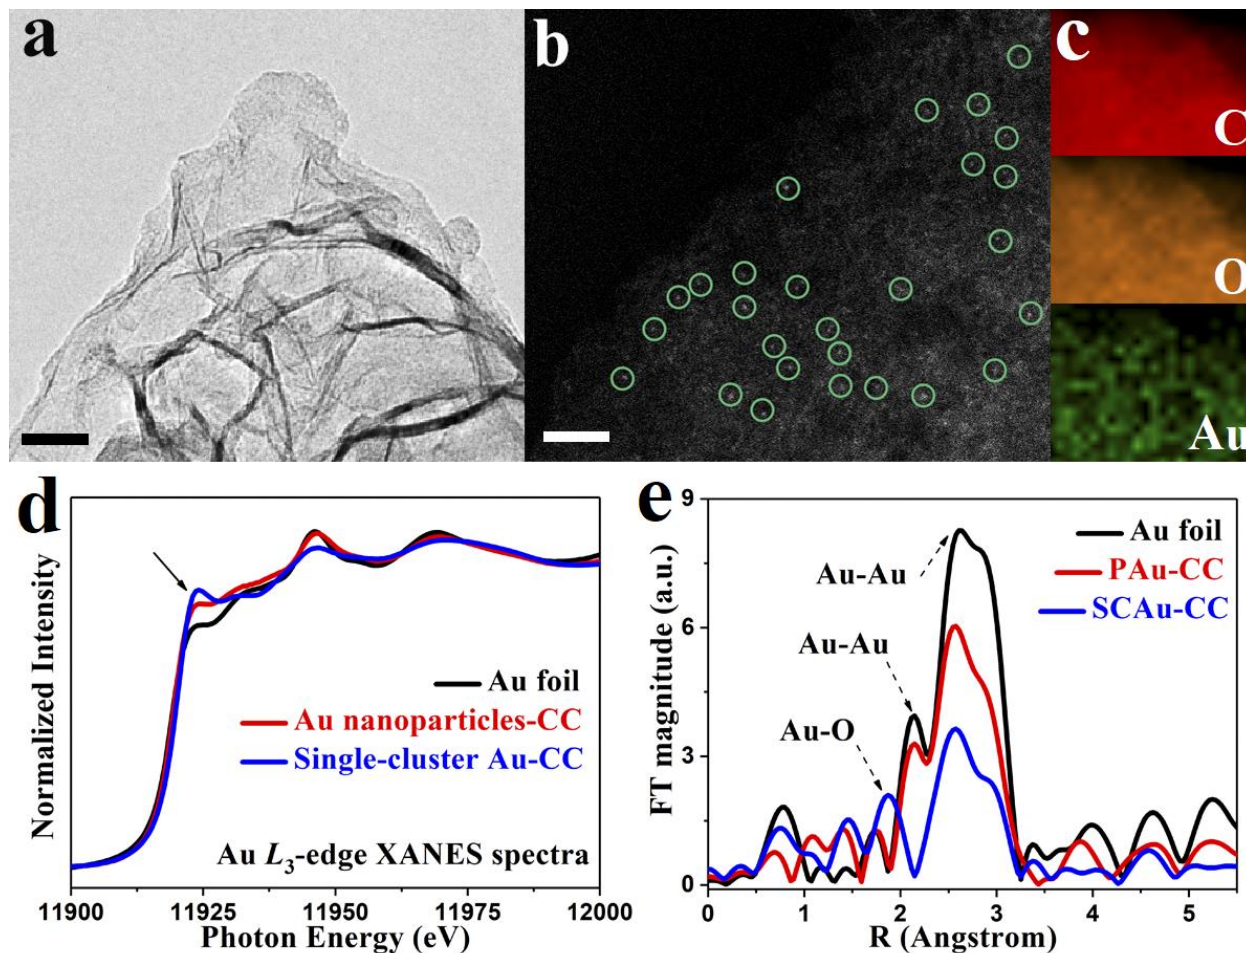 a
b
c
C
O
Au
d
Normalized Intensity
Au foil
Au nanoparticles-CC
Single-cluster Au-CC
Au L3-edge XANES spectra
11900 11925 11950 11975 12000
Photon Energy (eV)
e
FT magnitude (a.u.)
9
6
3
0
Au foil
PAu-CC
SCAu-CC
Au-Au
Au-Au
Au-O
0 1 2 3 4 5
R (Angstrom)